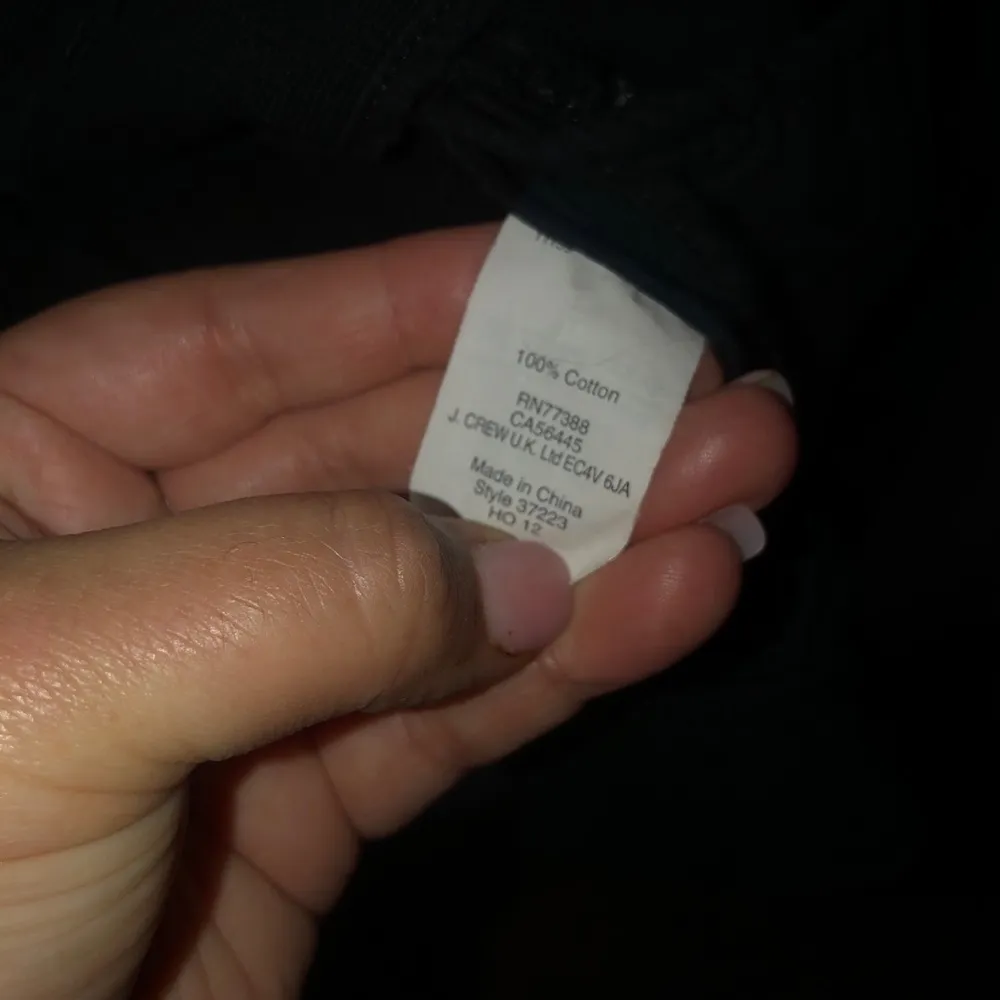 100% Cotton
RN77388
CA56445
J. CREW U.K. Ltd EC4V 6JA
Made in China
Style 37223
HO 12